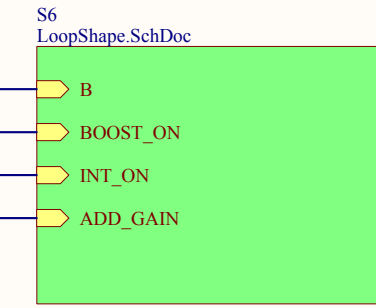 S6
LoopShape.SchDoc
B
BOOST_ON
INT_ON
ADD_GAIN